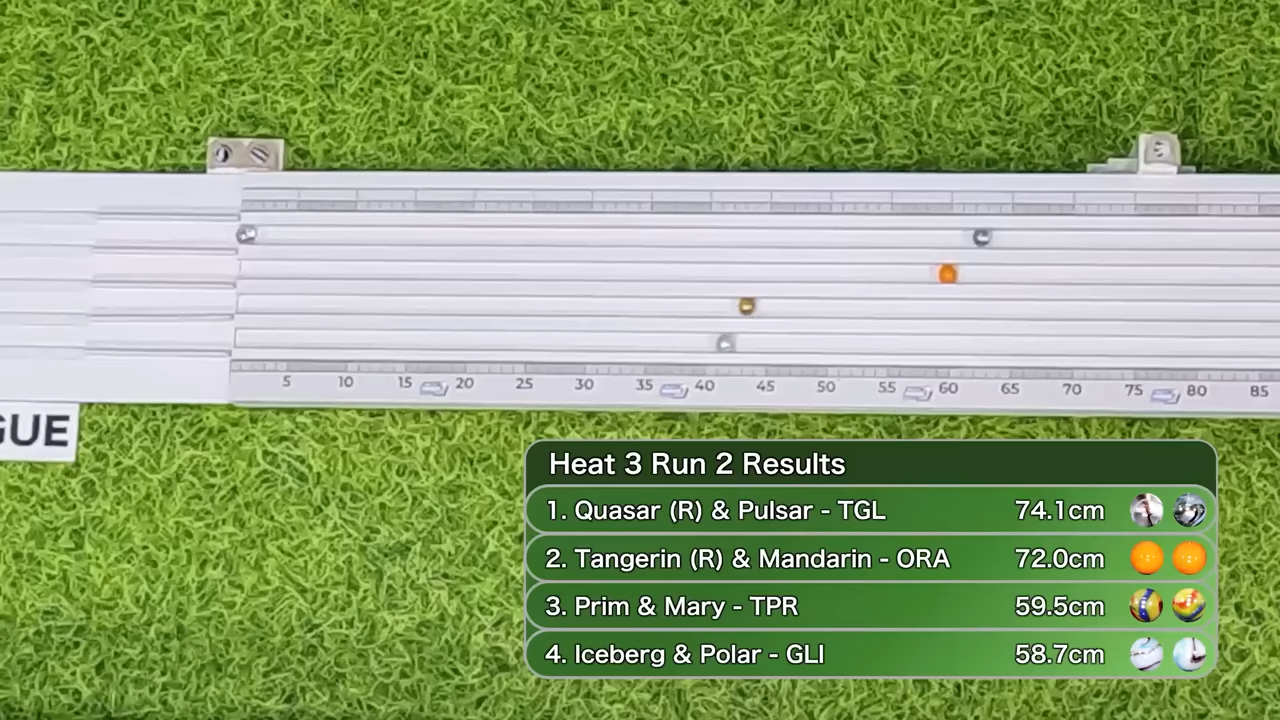 5 10 15 20 25 30 35 40 45 50 55 60 65 70 75 80 85
GUE
Heat 3 Run 2 Results
1. Quasar (R) & Pulsar - TGL 74.1cm
2. Tangerin (R) & Mandarin - ORA 72.0cm
3. Prim & Mary - TPR 59.5cm
4. Iceberg & Polar - GLI 58.7cm